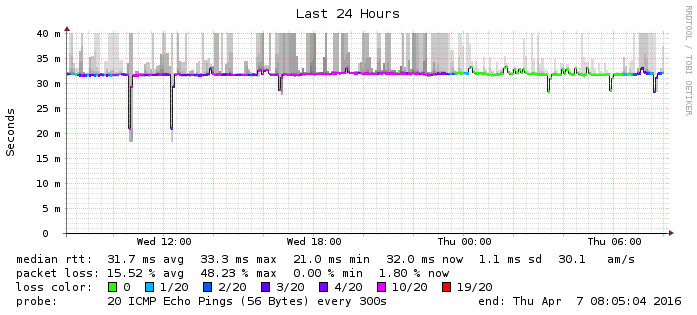 Last 24 Hours
RRDTOOL / TOBI OETIKER
Seconds
40 m
35 m
30 m
25 m
20 m
15 m
10 m
5 m
0
Wed 12:00 Wed 18:00 Thu 00:00 Thu 06:00
median rtt: 31.7 ms avg 33.3 ms max 21.0 ms min 32.0 ms now 1.1 ms sd 30.1 am/s
packet loss: 15.52 % avg 48.23 % max 0.00 % min 1.80 % now
loss color: 0 1/20 2/20 3/20 4/20 10/20 19/20
probe: 20 ICMP Echo Pings (56 Bytes) every 300s end: Thu Apr 7 08:05:04 2016